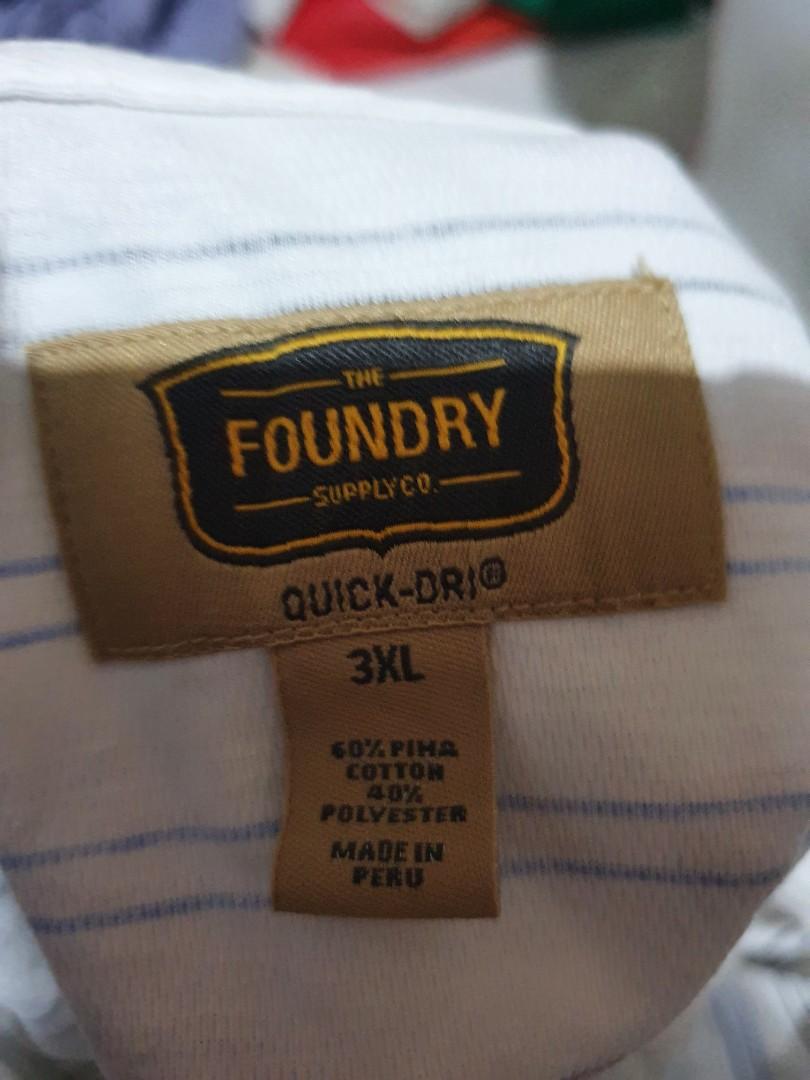 THE
FOUNDRY
SUPPLY CO.
QUICK-DRI®
3XL
60% PIMA
COTTON
40%
POLYESTER
MADE IN
PERU